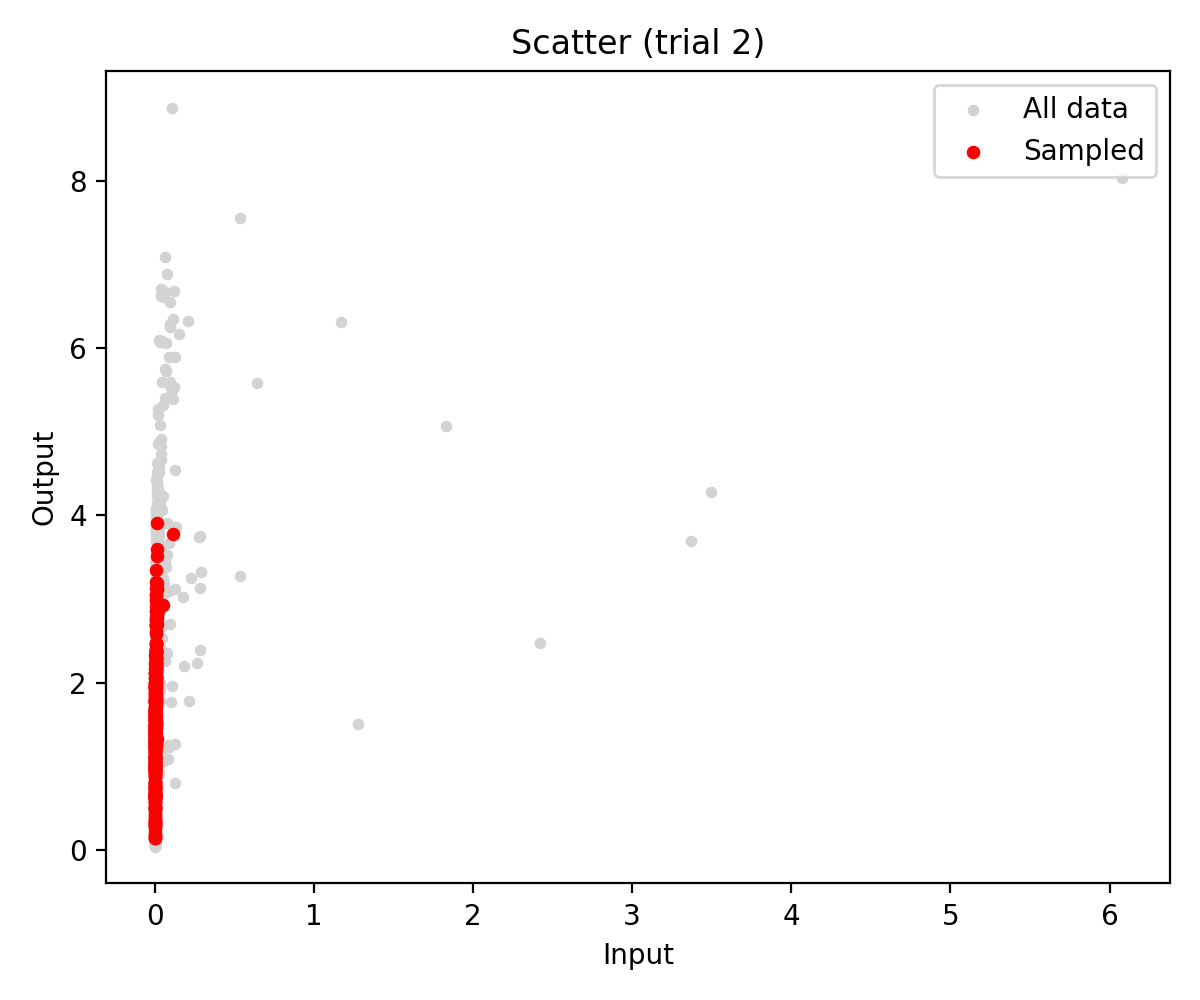 Scatter (trial 2)
All data
Sampled
Output
8
6
4
2
0
0 1 2 3 4 5 6
Input